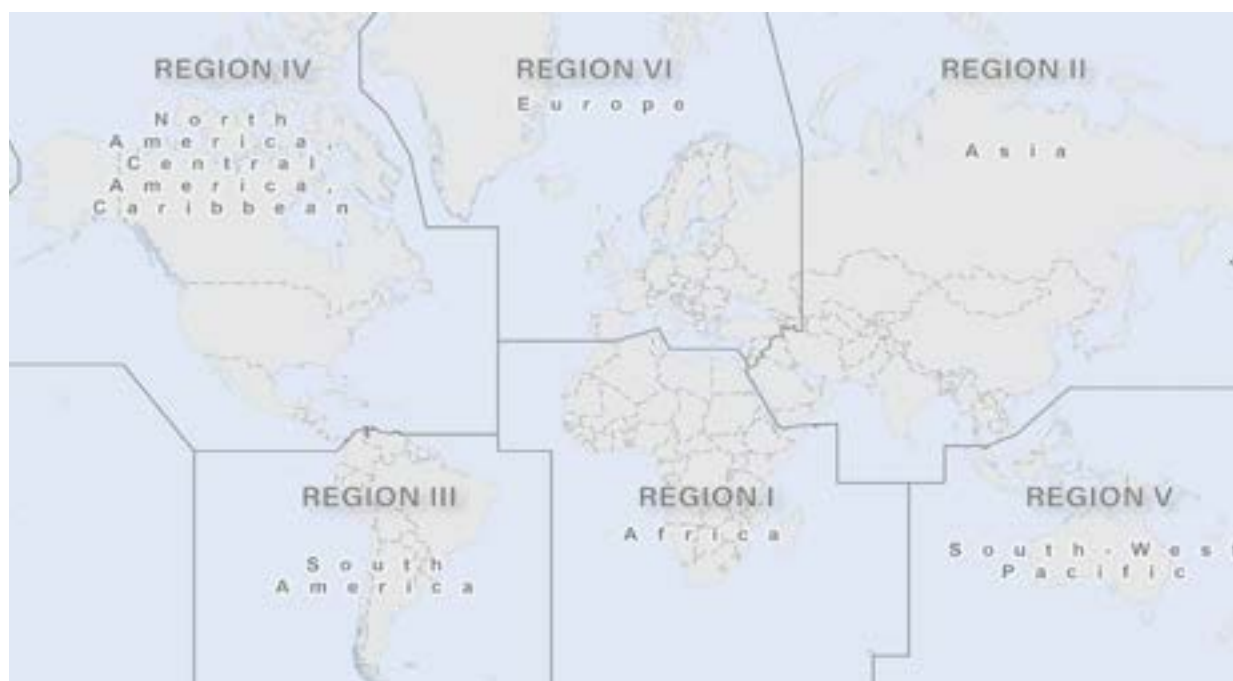 REGION IV
North
America,
Central
America,
Caribbean
REGION VI
Europe
REGION II
Asia
REGION III
South
America
REGION I
Africa
REGION V
South-West
Pacific